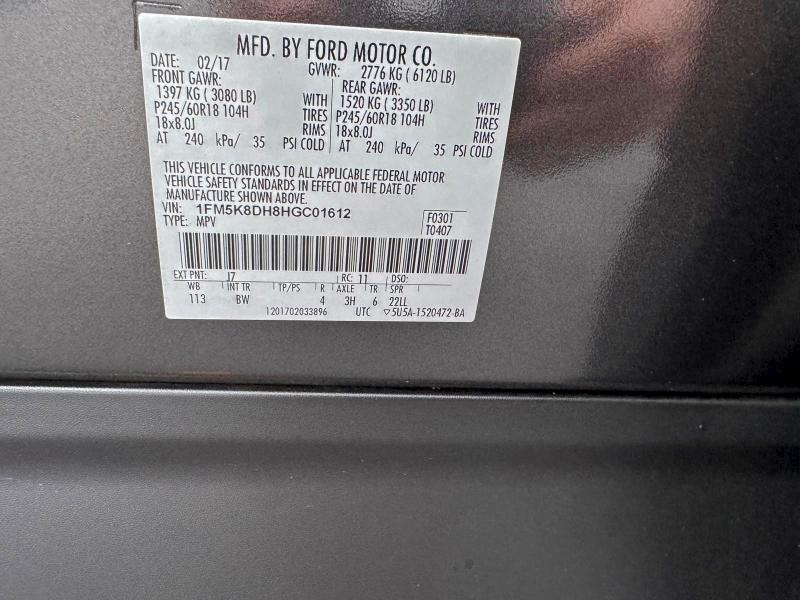 MFD. BY FORD MOTOR CO.
DATE: 02/17 GVWR: 2776 KG ( 6120 LB)
FRONT GAWR: REAR GAWR:
1397 KG ( 3080 LB) WITH 1520 KG ( 3350 LB) WITH
P245/60R18 104H TIRES P245/60R18 104H TIRES
18x8.0J RIMS 18x8.0J RIMS
AT 240 kPa/ 35 PSI COLD AT 240 kPa/ 35 PSI COLD
THIS VEHICLE CONFORMS TO ALL APPLICABLE FEDERAL MOTOR
VEHICLE SAFETY STANDARDS IN EFFECT ON THE DATE OF
MANUFACTURE SHOWN ABOVE.
VIN: 1FM5K8DH8HGC01612 F0301
TYPE: MPV T0407
EXT PNT: J7 RC: 11 DSO:
WB INT TR TP/PS R AXLE TR SPR
113 BW 4 3H 6 22LL
1201702033896 UTC ▽5U5A-1520472-BA